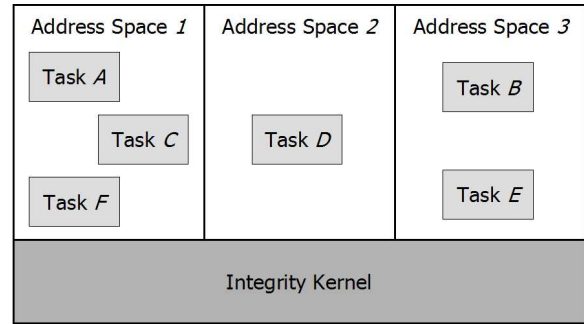 Address Space 1
Address Space 2
Address Space 3
Task A
Task B
Task C
Task D
Task F
Task E
Integrity Kernel